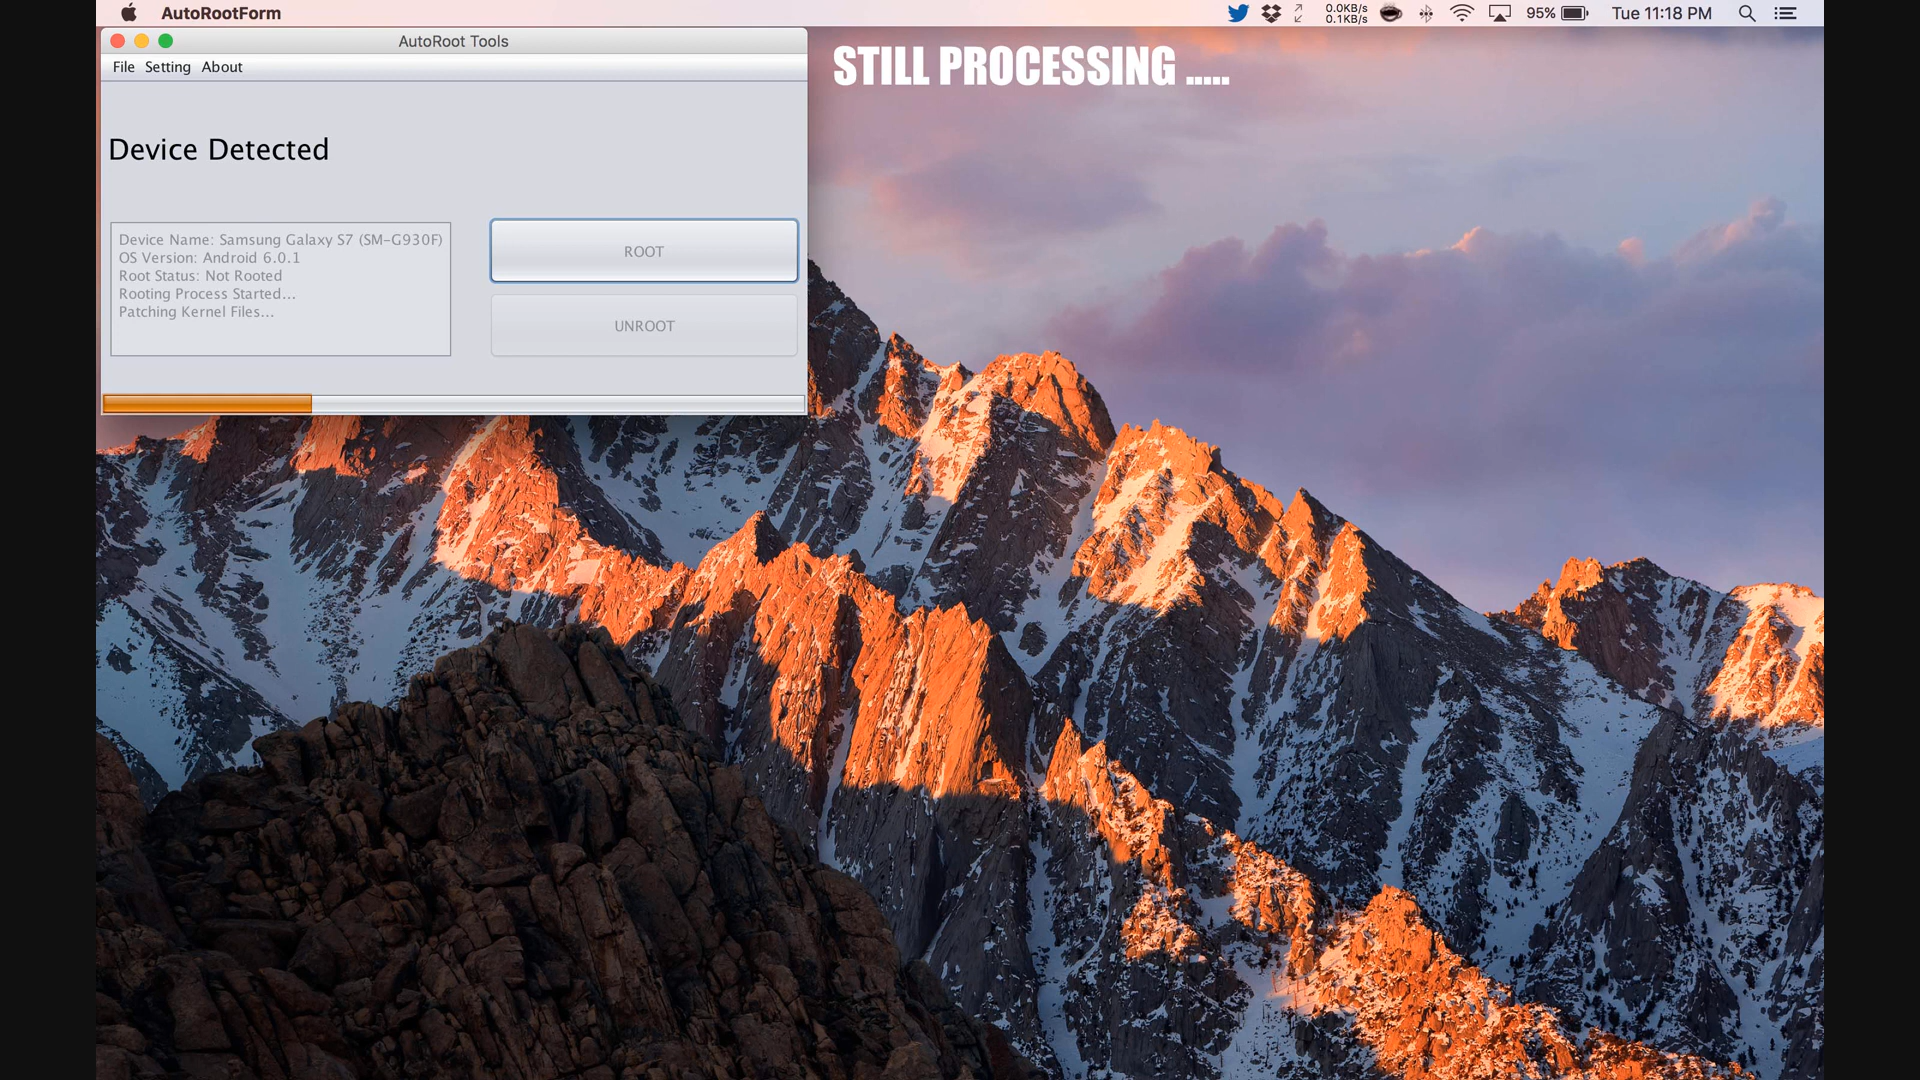 AutoRootForm
0.0KB/s
0.1KB/s
95%
Tue 11:18 PM
AutoRoot Tools
File Setting About
STILL PROCESSING .....
Device Detected
Device Name: Samsung Galaxy S7 (SM-G930F)
OS Version: Android 6.0.1
Root Status: Not Rooted
Rooting Process Started...
Patching Kernel Files...
ROOT
UNROOT